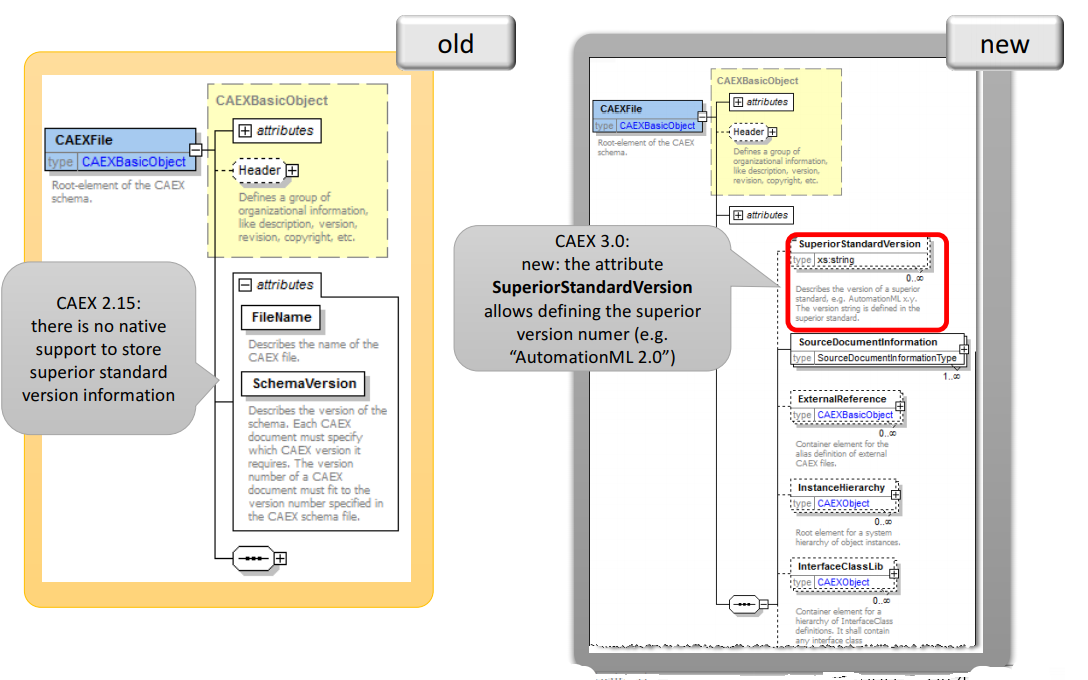 old
CAEXBasicObject
attributes
CAEXFile
type CAEXBasicObject
Root-element of the CAEX
schema.
Header
Defines a group of
organizational information,
like description, version,
revision, copyright, etc.
CAEX 2.15:
there is no native
support to store
superior standard
version information
attributes
FileName
Describes the name of the
CAEX file.
SchemaVersion
Describes the version of the
schema. Each CAEX
document must specify
which CAEX version it
requires. The version
number of a CAEX
document must fit to the
version number specified in
the CAEX schema file.
new
CAEXBasicObject
attributes
CAEXFile
type CAEXBasicObject
Root-element of the CAEX
schema.
Header
Defines a group of
organizational information,
like description, version,
revision, copyright, etc.
attributes
CAEX 3.0:
new: the attribute
SuperiorStandardVersion
allows defining the superior
version numer (e.g.
“AutomationML 2.0”)
SuperiorStandardVersion
type xs:string
0..∞
Describes the version of a superior
standard, e.g. AutomationML x.y.
The version string is defined in the
superior standard.
SourceDocumentInformation
type SourceDocumentInformationType
1..∞
ExternalReference
type CAEXBasicObject
0..∞
Container element for the
alias definition of external
CAEX files.
InstanceHierarchy
type CAEXObject
0..∞
Root element for a system
hierarchy of object instances.
InterfaceClassLib
type CAEXObject
0..∞
Container element for a
hierarchy of InterfaceClass
definitions. It shall contain
any interface class